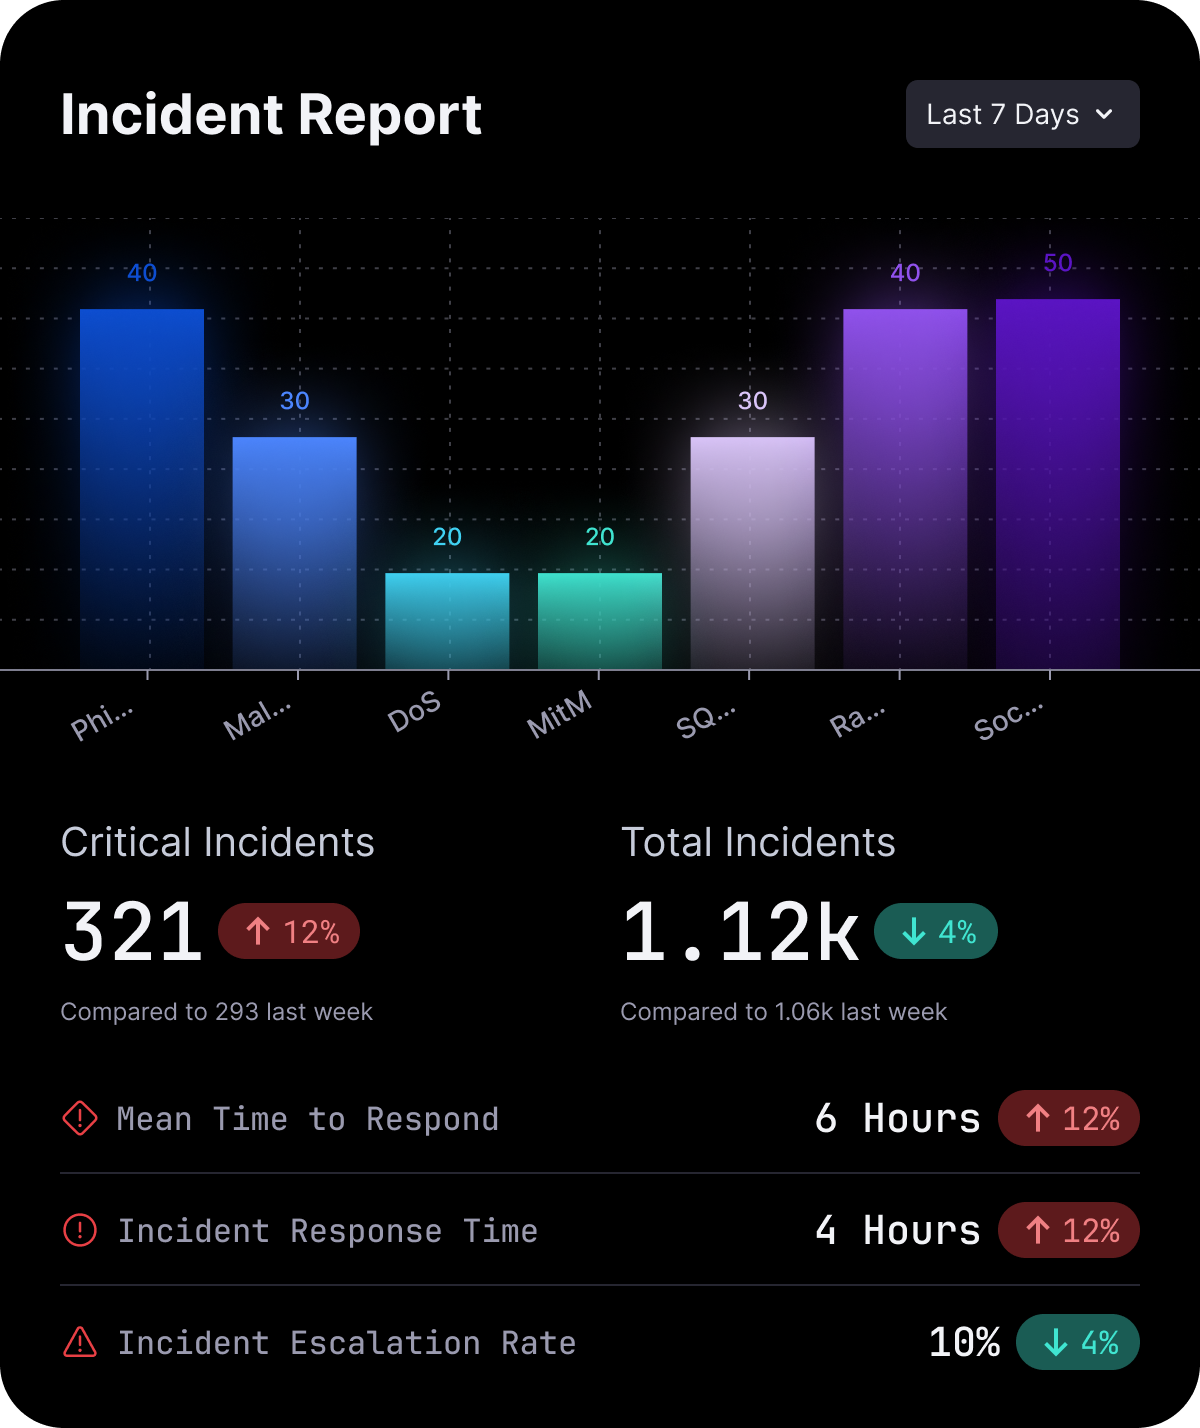 Incident Report
Last 7 Days
40
30
20
20
30
40
50
Phi...
Mal...
DoS
MitM
SQ...
Ra...
Soc...
Critical Incidents
321 ↑ 12%
Compared to 293 last week
Total Incidents
1.12k ↓ 4%
Compared to 1.06k last week
Mean Time to Respond 6 Hours ↑ 12%
Incident Response Time 4 Hours ↑ 12%
Incident Escalation Rate 10% ↓ 4%